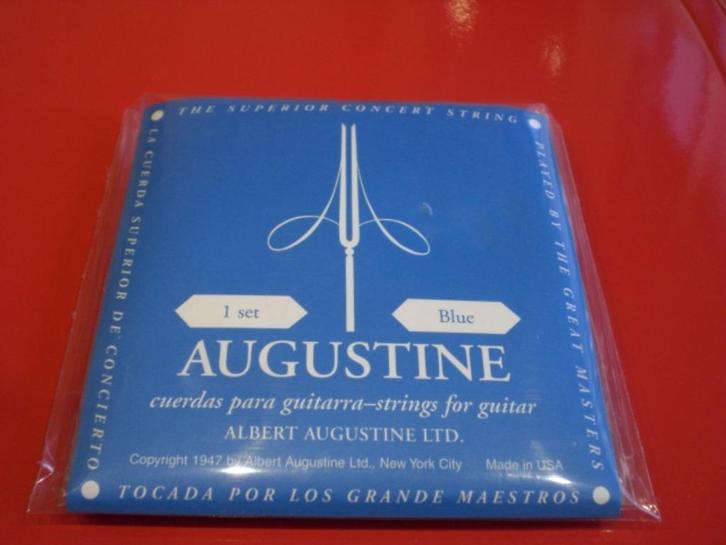 THE SUPERIOR CONCERT STRING
PLAYED BY THE GREAT MASTERS
LA CUERDA SUPERIOR DE CONCIERTO
1 set
Blue
AUGUSTINE
cuerdas para guitarra–strings for guitar
ALBERT AUGUSTINE LTD.
Copyright 1947 by Albert Augustine Ltd., New York City Made in USA
TOCADA POR LOS GRANDE MAESTROS